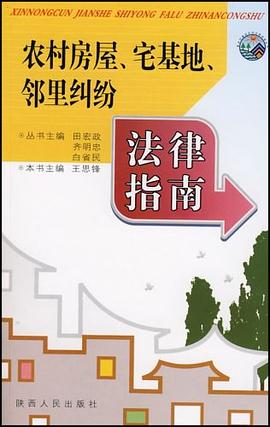 XINNONGCUN JIANSHE SHIYONG FALU ZHINANCONGSHU
农村房屋、宅基地、
邻里纠纷
法律
指南
丛书主编 田宏政
齐明忠
白省民
本书主编 王思锋
陕西人民出版社